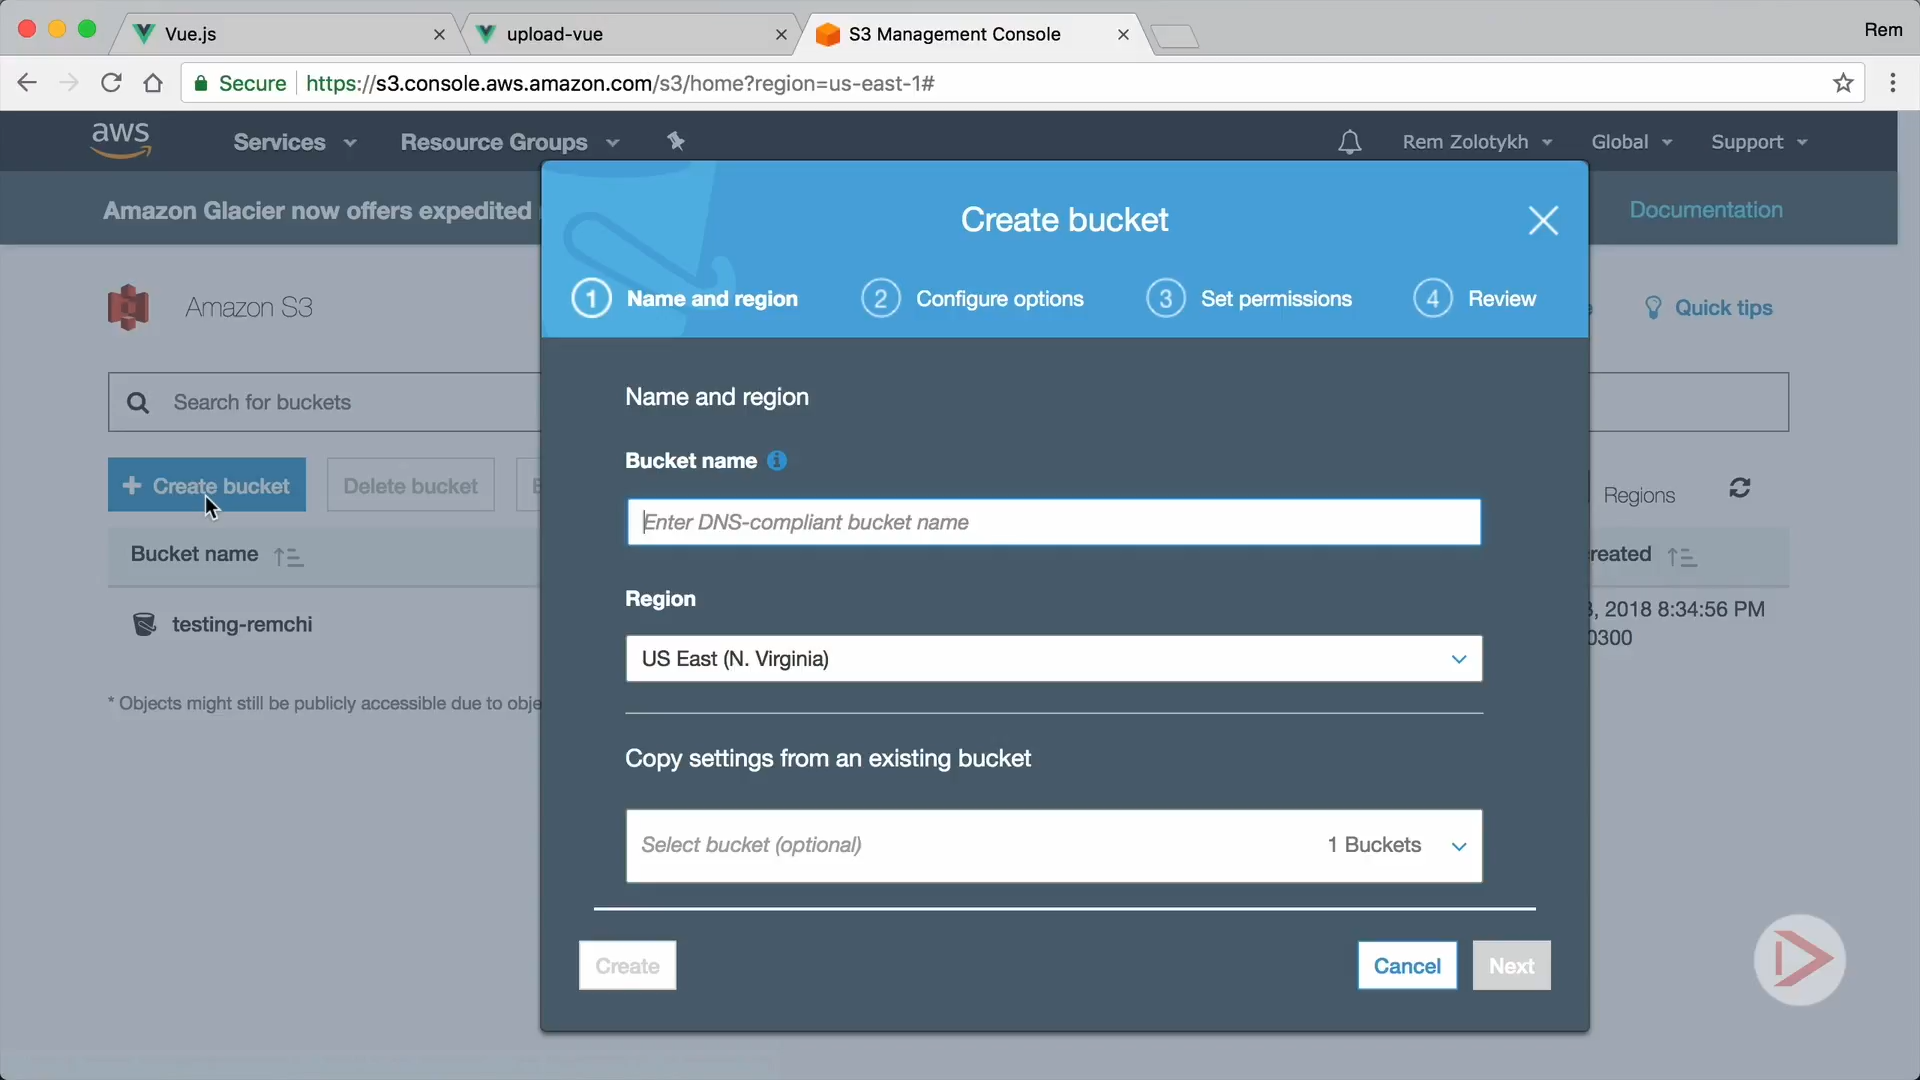 Vue.js
upload-vue
S3 Management Console
Rem
Secure
https://s3.console.aws.amazon.com/s3/home?region=us-east-1#
aws
Services
Resource Groups
Rem Zolotykh
Global
Support
Amazon Glacier now offers expedited
Documentation
Create bucket
1 Name and region
2 Configure options
3 Set permissions
4 Review
Amazon S3
Quick tips
Search for buckets
Name and region
Bucket name
Enter DNS-compliant bucket name
+ Create bucket
Delete bucket
Regions
Bucket name
reated
testing-remchi
, 2018 8:34:56 PM
0300
* Objects might still be publicly accessible due to obje
Region
US East (N. Virginia)
Copy settings from an existing bucket
Select bucket (optional)
1 Buckets
Create
Cancel
Next